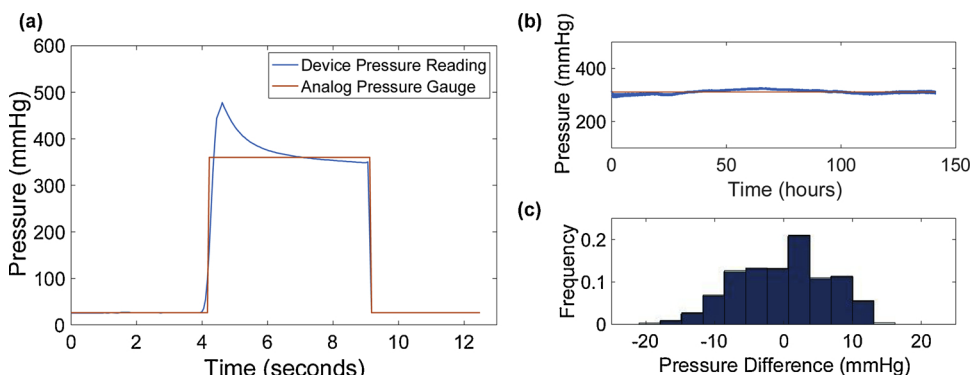 (a)
600
500
400
300
200
100
0
Pressure (mmHg)
Device Pressure Reading
Analog Pressure Gauge
0 2 4 6 8 10 12
Time (seconds)
(b)
400
200
Pressure (mmHg)
0 50 100 150
Time (hours)
(c)
0.2
0.1
0
Frequency
-20 -10 0 10 20
Pressure Difference (mmHg)